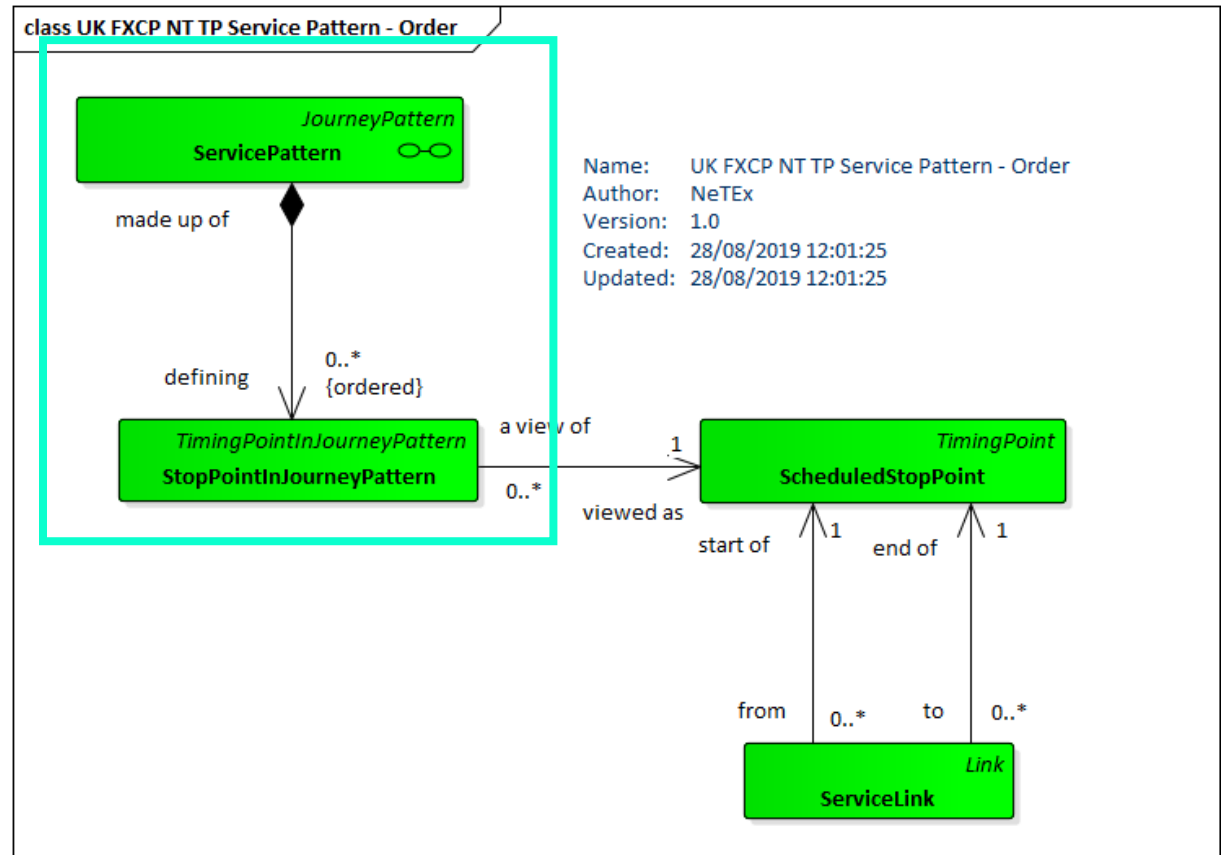 class UK FXCP NT TP Service Pattern - Order
JourneyPattern
ServicePattern
made up of
Name: UK FXCP NT TP Service Pattern - Order
Author: NeTEx
Version: 1.0
Created: 28/08/2019 12:01:25
Updated: 28/08/2019 12:01:25
defining
0..*
{ordered}
TimingPointInJourneyPattern
StopPointInJourneyPattern
a view of
1
0..*
viewed as
TimingPoint
ScheduledStopPoint
start of
1
end of
1
from
0..*
to
0..*
Link
ServiceLink